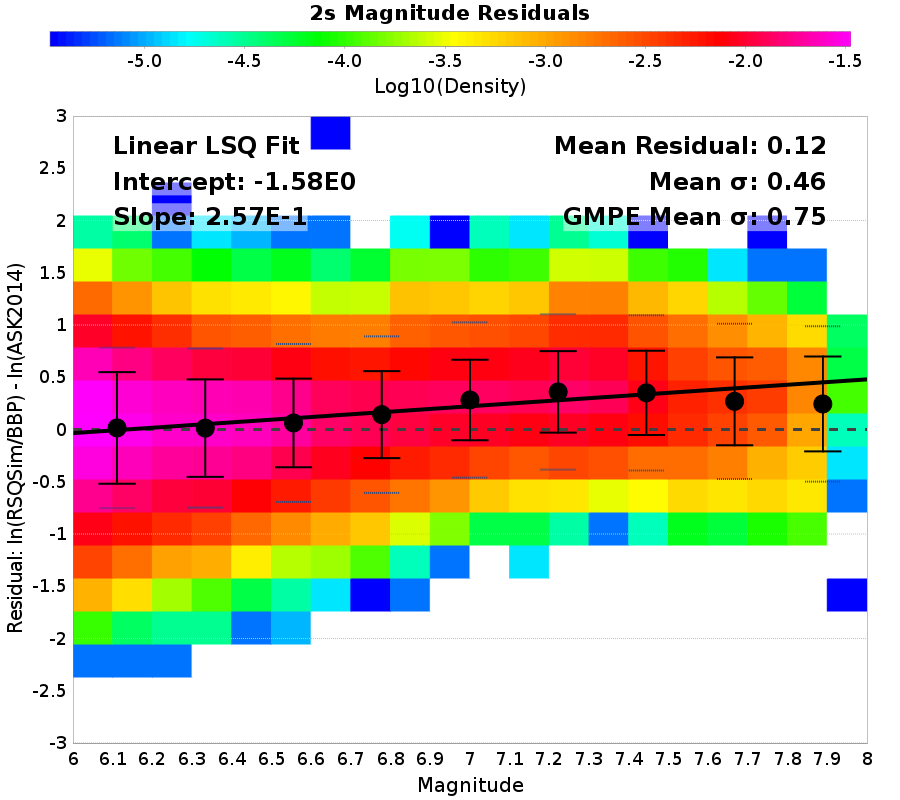 2s Magnitude Residuals
-5.0 -4.5 -4.0 -3.5 -3.0 -2.5 -2.0 -1.5
Log10(Density)
Linear LSQ Fit
Intercept: -1.58E0
Slope: 2.57E-1
Mean Residual: 0.12
Mean σ: 0.46
GMPE Mean σ: 0.75
Residual: ln(RSQSim/BBP) - ln(ASK2014)
3
2.5
2
1.5
1
0.5
0
-0.5
-1
-1.5
-2
-2.5
-3
6 6.1 6.2 6.3 6.4 6.5 6.6 6.7 6.8 6.9 7 7.1 7.2 7.3 7.4 7.5 7.6 7.7 7.8 7.9 8
Magnitude